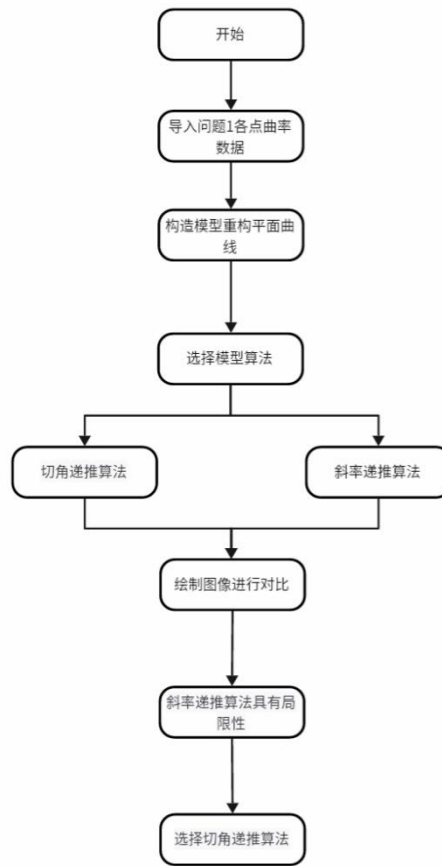 开始
导入问题1各点曲率
数据
构造模型重构平面曲
线
选择模型算法
切角递推算法
斜率递推算法
绘制图像进行对比
斜率递推算法具有局
限性
选择切角递推算法